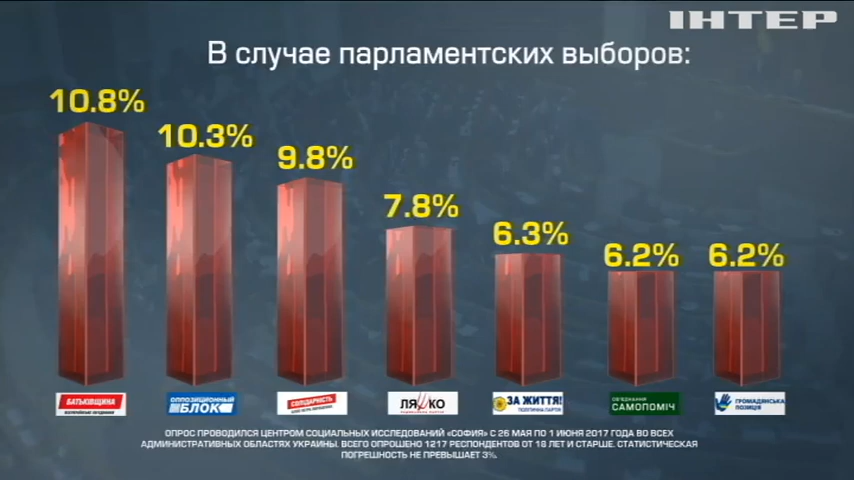 ІНТЕР
В случае парламентских выборов:
10.8%
10.3%
9.8%
7.8%
6.3%
6.2%
6.2%
БАТЬКІВЩИНА
ОППОЗИЦИОННЫЙ
БЛОК
СОЛИДАРНОСТЬ
ЛЯШКО
ЗА ЖИТТЯ!
ПОЛІТИЧНА ПАРТІЯ
ОБ'ЄДНАННЯ
САМОПОМІЧ
ГРОМАДЯНСЬКА
ПОЗИЦІЯ
ОПРОС ПРОВОДИЛСЯ ЦЕНТРОМ СОЦИАЛЬНЫХ ИССЛЕДОВАНИЙ «СОФИЯ» С 26 МАЯ ПО 1 ИЮНЯ 2017 ГОДА ВО ВСЕХ
АДМИНИСТРАТИВНЫХ ОБЛАСТЯХ УКРАИНЫ. ВСЕГО ОПРОШЕНО 1217 РЕСПОНДЕНТОВ ОТ 18 ЛЕТ И СТАРШЕ. СТАТИСТИЧЕСКАЯ
ПОГРЕШНОСТЬ НЕ ПРЕВЫШАЕТ 3%.